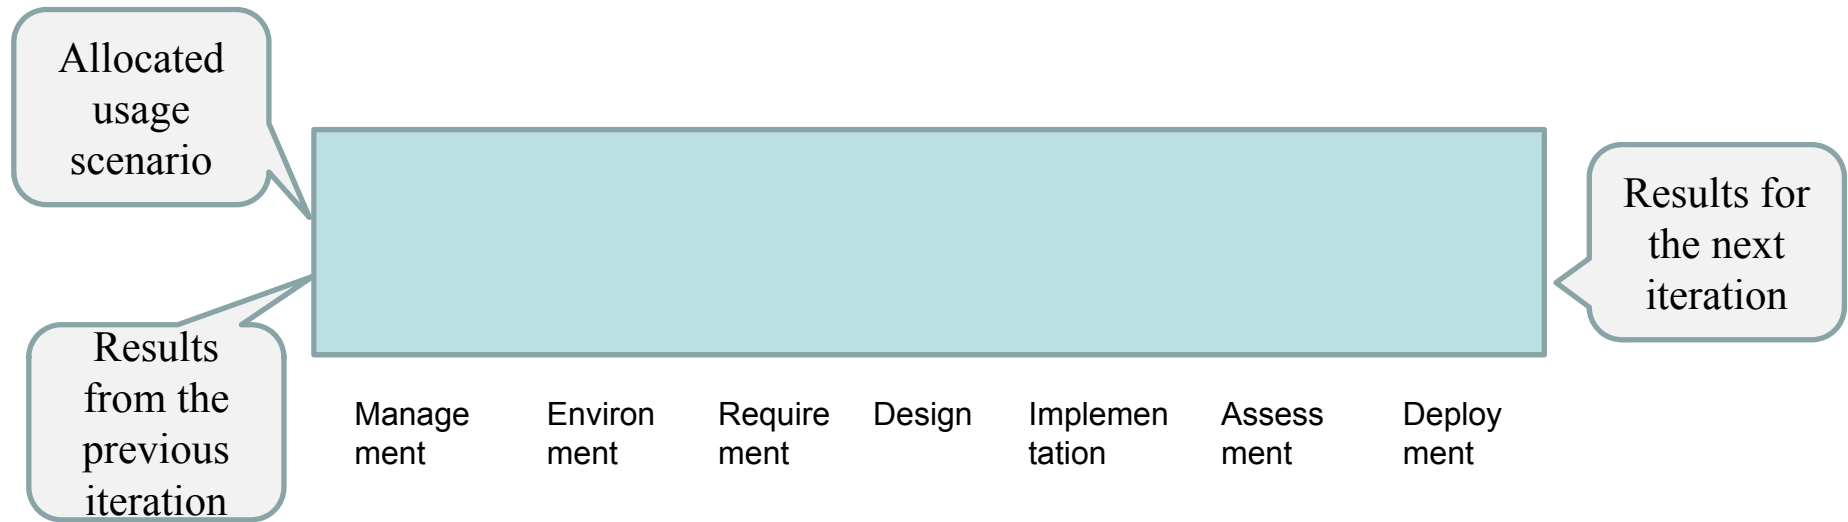 Allocated
usage
scenario
Results for
the next
iteration
Results
from the
previous
iteration
Manage
ment
Environ
ment
Require
ment
Design
Implemen
tation
Assess
ment
Deploy
ment